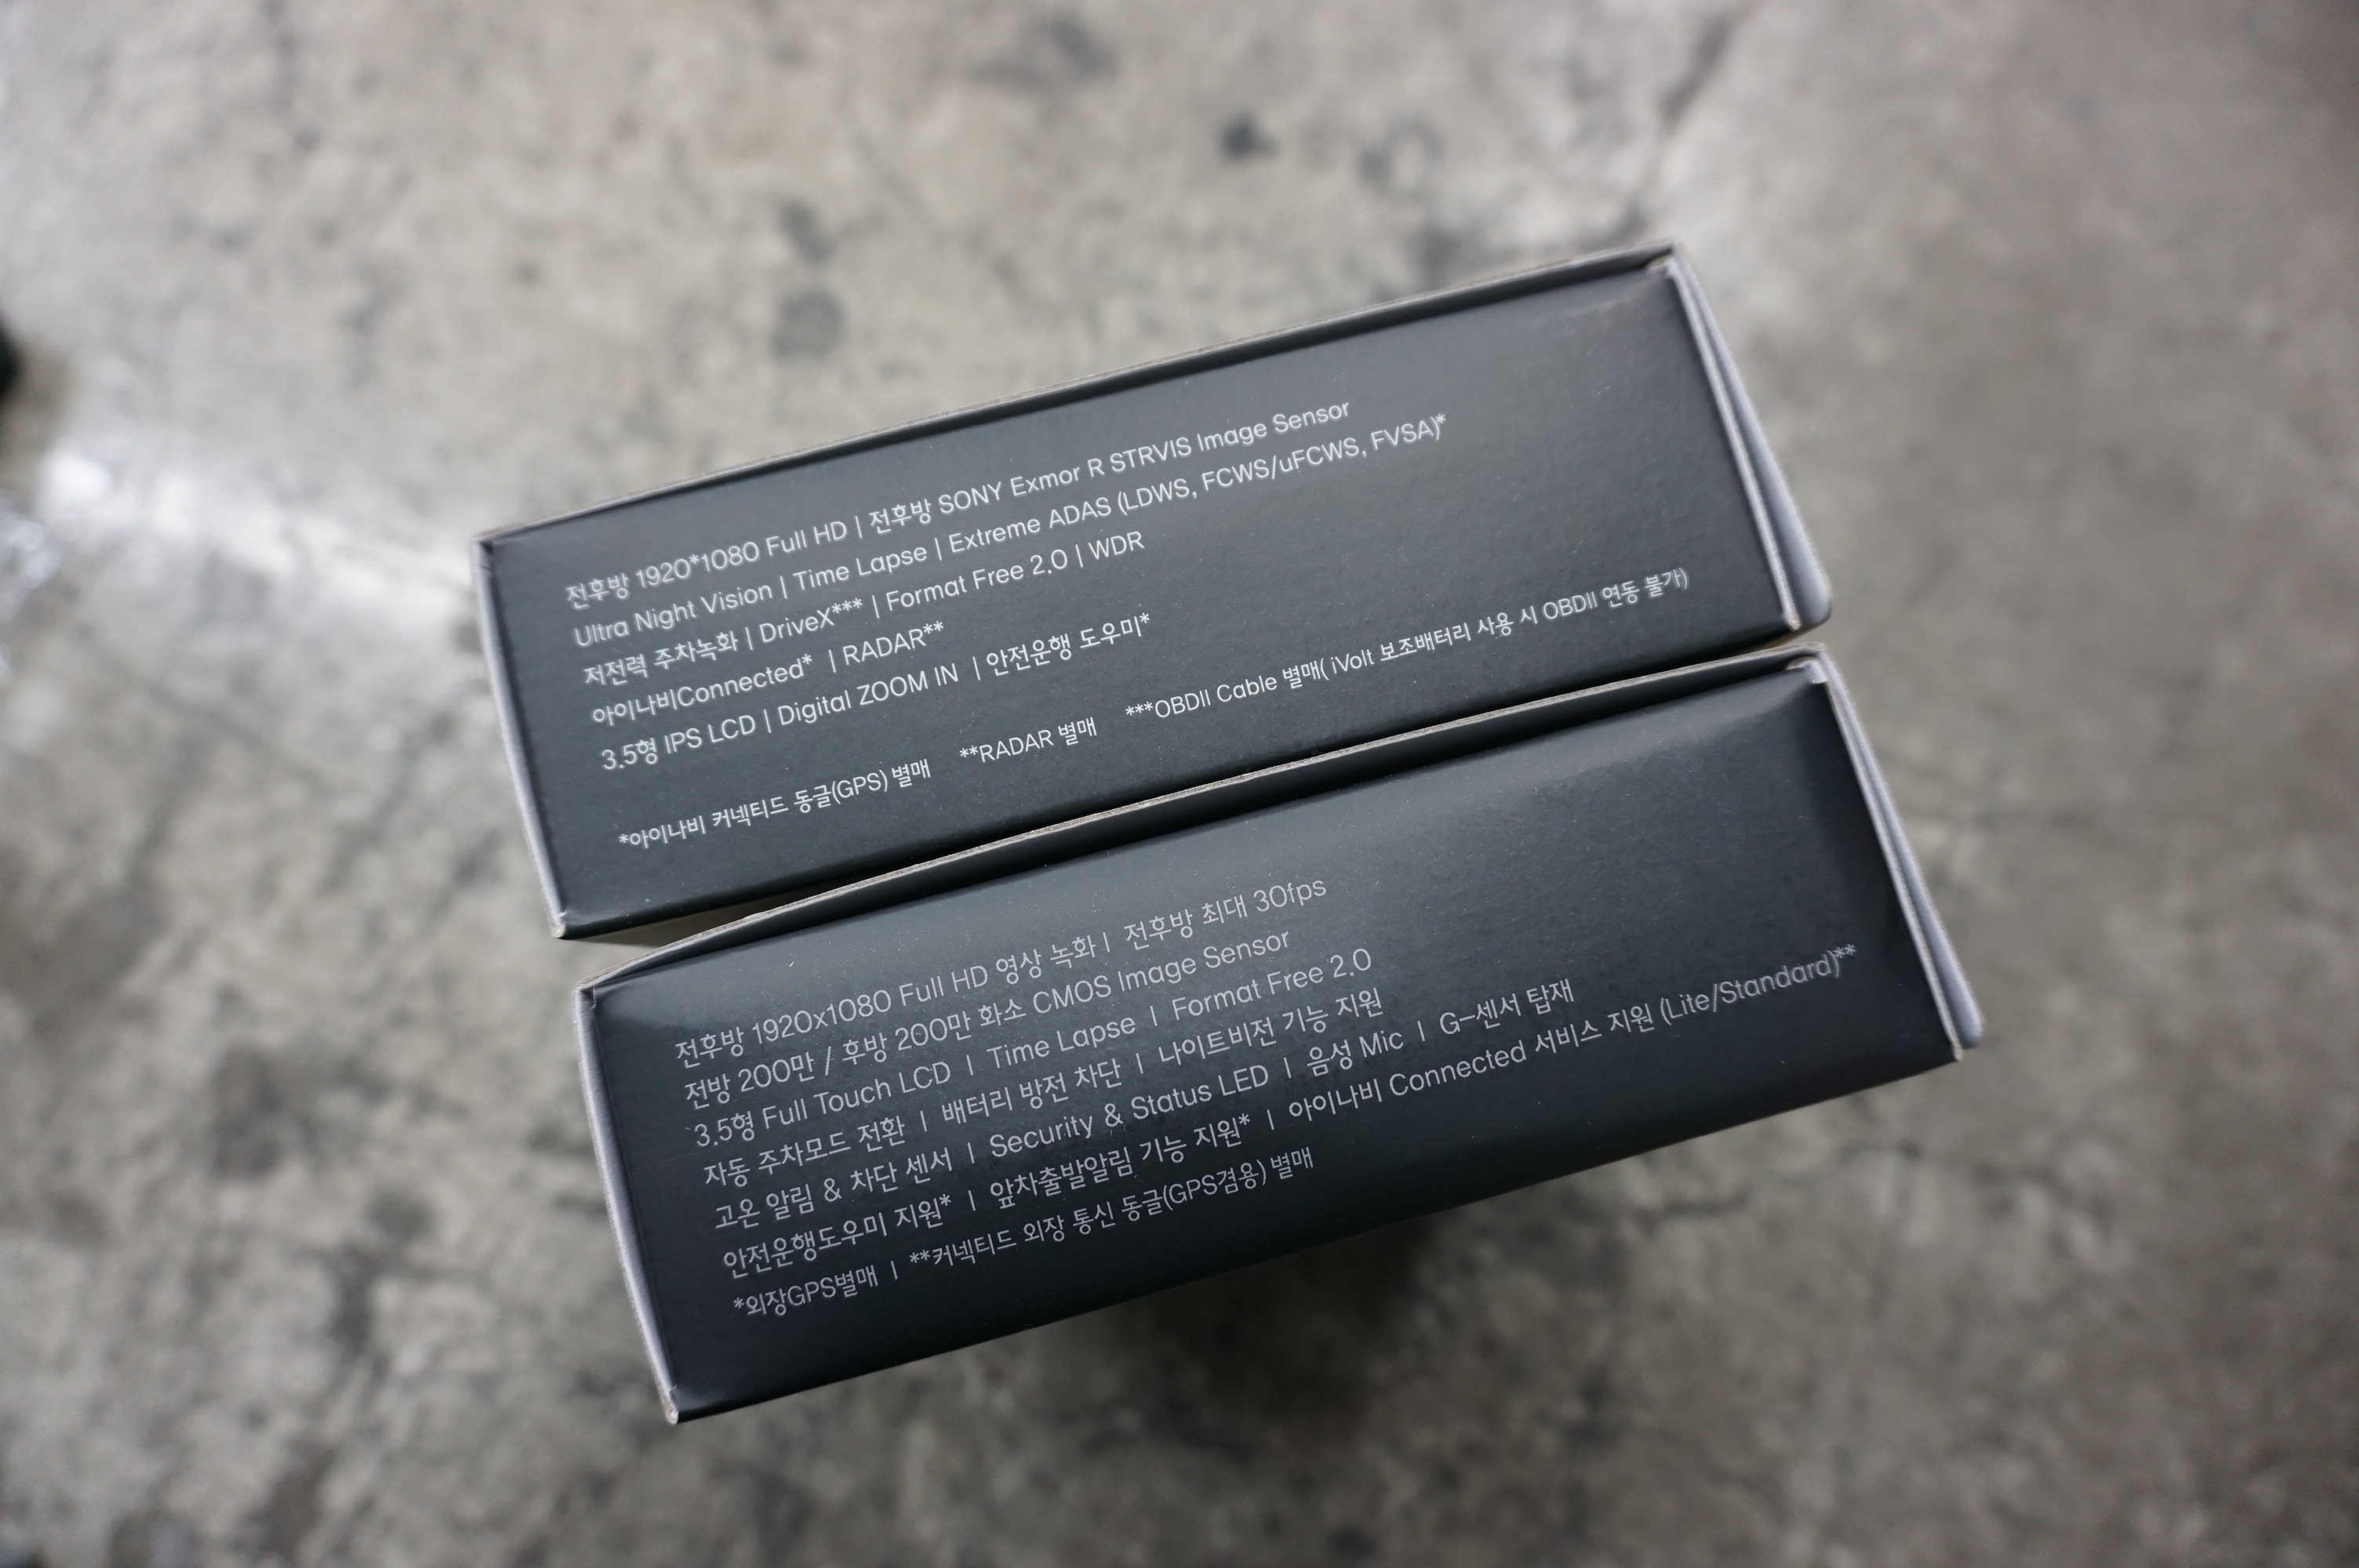 전후방 1920*1080 Full HD | 전후방 SONY Exmor R STRVIS Image Sensor
Ultra Night Vision | Time Lapse | Extreme ADAS (LDWS, FCWS/uFCWS, FVSA)*
저전력 주차녹화 | DriveX*** | Format Free 2.0 | WDR
아이나비Connected* | RADAR**
3.5형 IPS LCD | Digital ZOOM IN | 안전운행 도우미*
*아이나비 커넥티드 동글(GPS) 별매 **RADAR 별매 ***OBDII Cable 별매( iVolt 보조배터리 사용 시 OBDII 연동 불가)
전후방 1920x1080 Full HD 영상 녹화 | 전후방 최대 30fps
전방 200만 / 후방 200만 화소 CMOS Image Sensor
3.5형 Full Touch LCD | Time Lapse | Format Free 2.0
자동 주차모드 전환 | 배터리 방전 차단 | 나이트비전 기능 지원
고온 알림 & 차단 센서 | Security & Status LED | 음성 Mic | G-센서 탑재
안전운행도우미 지원* | 앞차출발알림 기능 지원* | 아이나비 Connected 서비스 지원 (Lite/Standard)**
*외장GPS별매 | **커넥티드 외장 통신 동글(GPS겸용) 별매